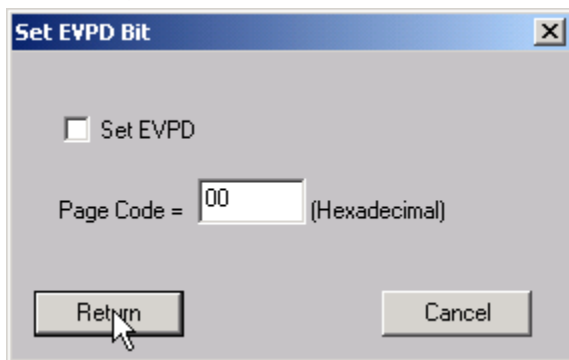 Set EVPD Bit
Set EVPD
Page Code = 00 (Hexadecimal)
Return Cancel